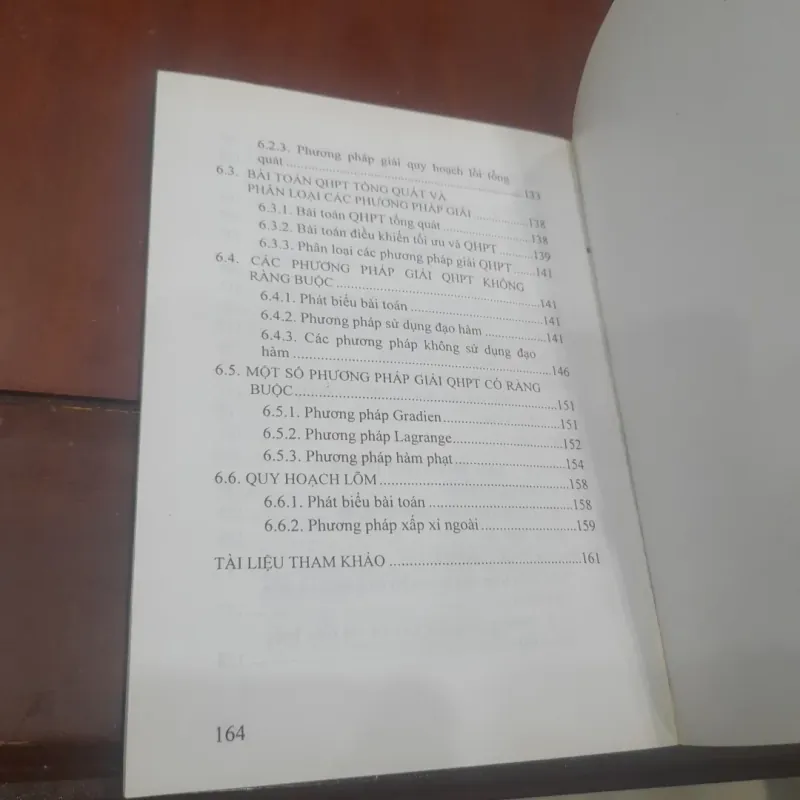 6.2.3. Phương pháp giải quy hoạch lồi tổng
quát ..................................................133
6.3. BÀI TOÁN QHPT TỔNG QUÁT VÀ
PHÂN LOẠI CÁC PHƯƠNG PHÁP GIẢI ................138
6.3.1. Bài toán QHPT tổng quát ......................138
6.3.2. Bài toán điều khiển tối ưu và QHPT .........139
6.3.3. Phân loại các phương pháp giải QHPT ......141
6.4. CÁC PHƯƠNG PHÁP GIẢI QHPT KHÔNG
RÀNG BUỘC ..........................................141
6.4.1. Phát biểu bài toán ..............................141
6.4.2. Phương pháp sử dụng đạo hàm ...............141
6.4.3. Các phương pháp không sử dụng đạo
hàm ..................................................146
6.5. MỘT SỐ PHƯƠNG PHÁP GIẢI QHPT CÓ RÀNG
BUỘC..................................................151
6.5.1. Phương pháp Gradien.........................151
6.5.2. Phương pháp Lagrange.......................152
6.5.3. Phương pháp hàm phạt ......................154
6.6. QUY HOẠCH LÕM ..................................158
6.6.1. Phát biểu bài toán ............................158
6.6.2. Phương pháp xấp xỉ ngoài ...................159
TÀI LIỆU THAM KHẢO ..................................161
164